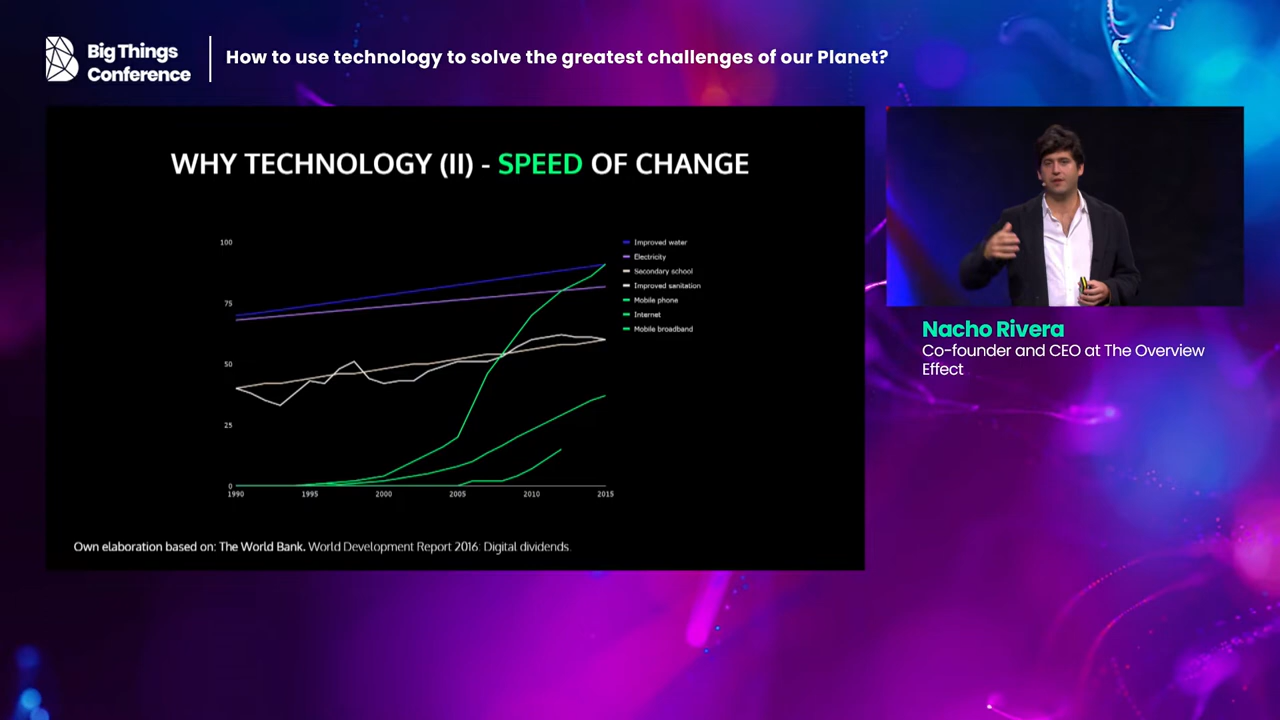 Big Things
Conference
How to use technology to solve the greatest challenges of our Planet?
WHY TECHNOLOGY (II) - SPEED OF CHANGE
100
75
50
25
0
1990
1995
2000
2005
2010
2015
Improved water
Electricity
Secondary school
Improved sanitation
Mobile phone
Internet
Mobile broadband
Own elaboration based on: The World Bank. World Development Report 2016: Digital dividends.
Nacho Rivera
Co-founder and CEO at The Overview
Effect